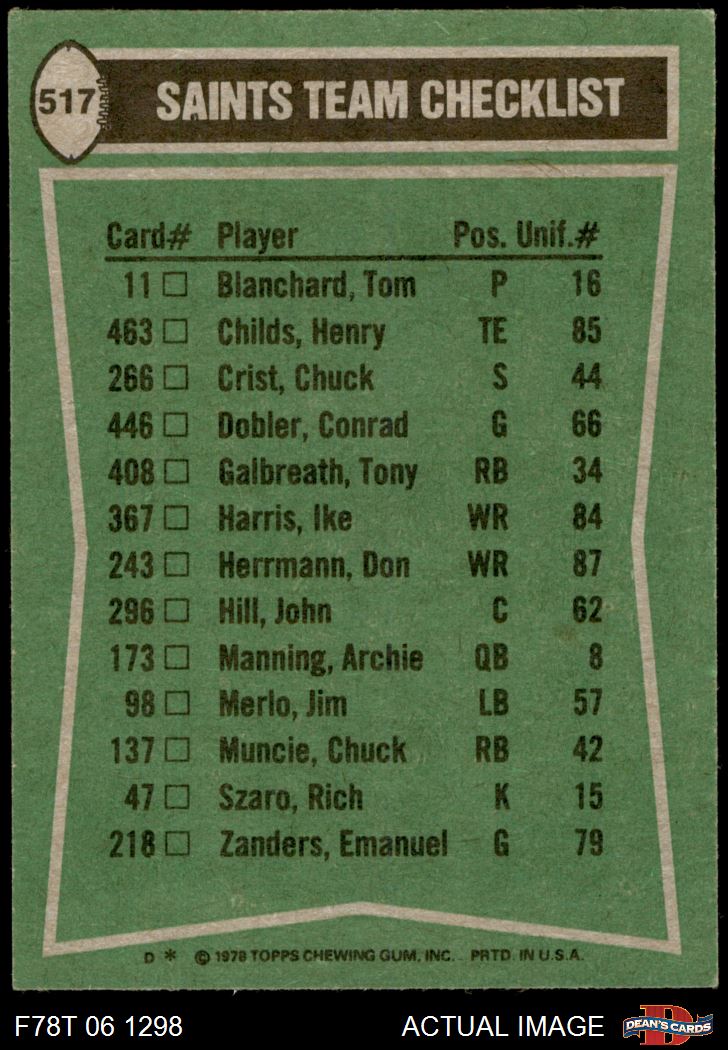 517 SAINTS TEAM CHECKLIST
Card# Player Pos. Unif.#
11 □ Blanchard, Tom P 16
463 □ Childs, Henry TE 85
266 □ Crist, Chuck S 44
446 □ Dobler, Conrad G 66
408 □ Galbreath, Tony RB 34
367 □ Harris, Ike WR 84
243 □ Herrmann, Don WR 87
296 □ Hill, John C 62
173 □ Manning, Archie QB 8
98 □ Merlo, Jim LB 57
137 □ Muncie, Chuck RB 42
47 □ Szaro, Rich K 15
218 □ Zanders, Emanuel G 79
D * © 1978 TOPPS CHEWING GUM, INC. PRTD. IN U.S.A.
F78T 06 1298 ACTUAL IMAGE D DEAN'S CARDS